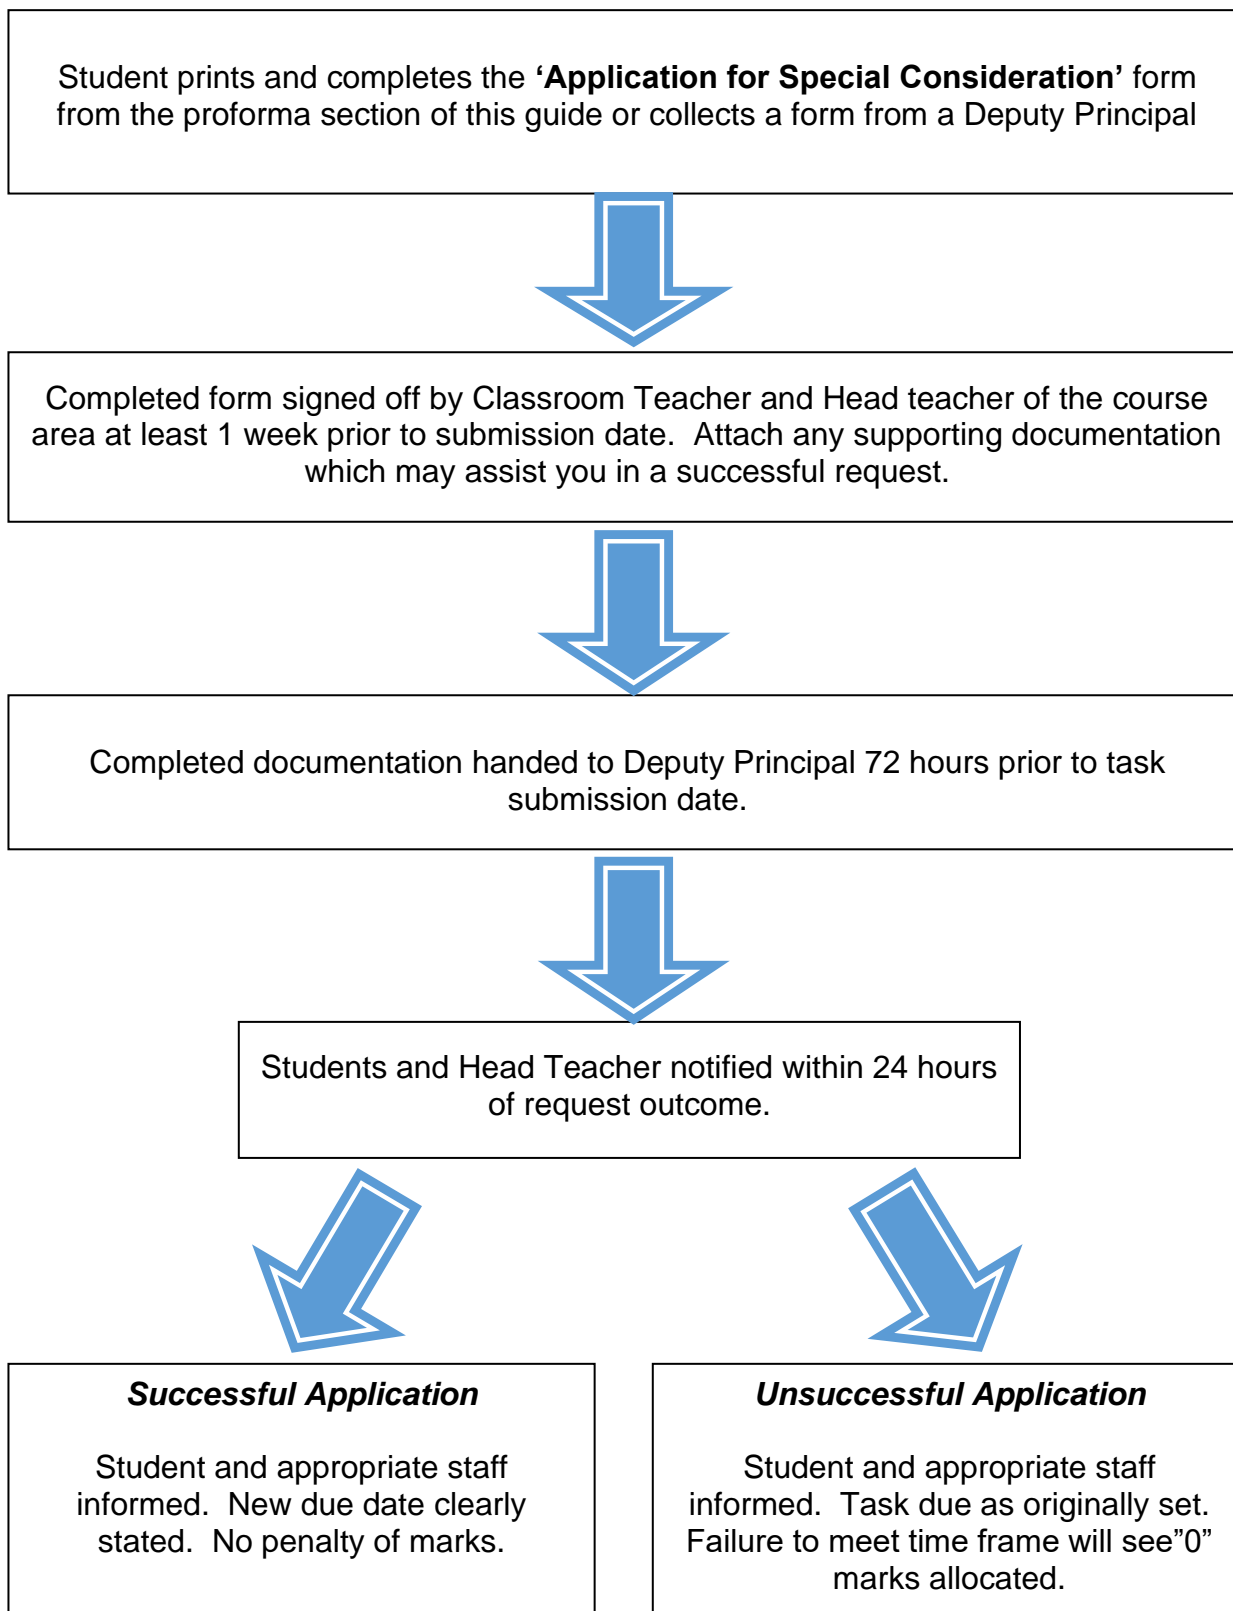 Student prints and completes the ‘Application for Special Consideration’ form
from the proforma section of this guide or collects a form from a Deputy Principal
Completed form signed off by Classroom Teacher and Head teacher of the course
area at least 1 week prior to submission date.  Attach any supporting documentation
which may assist you in a successful request.
Completed documentation handed to Deputy Principal 72 hours prior to task
submission date.
Students and Head Teacher notified within 24 hours
of request outcome.
Successful Application
Student and appropriate staff
informed.  New due date clearly
stated.  No penalty of marks.
Unsuccessful Application
Student and appropriate staff
informed.  Task due as originally set.
Failure to meet time frame will see”0”
marks allocated.